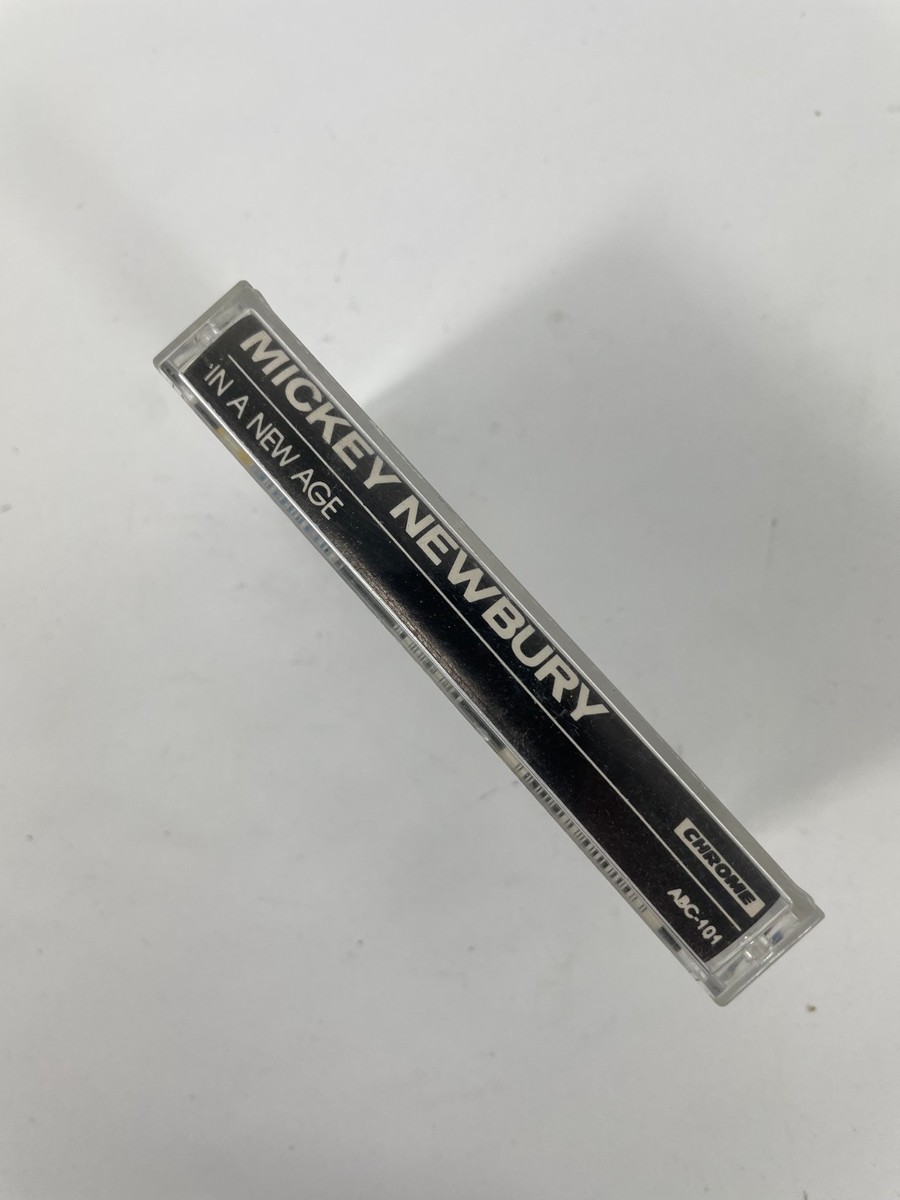 MICKEY NEWBURY
IN A NEW AGE
CHROME
ABC-101